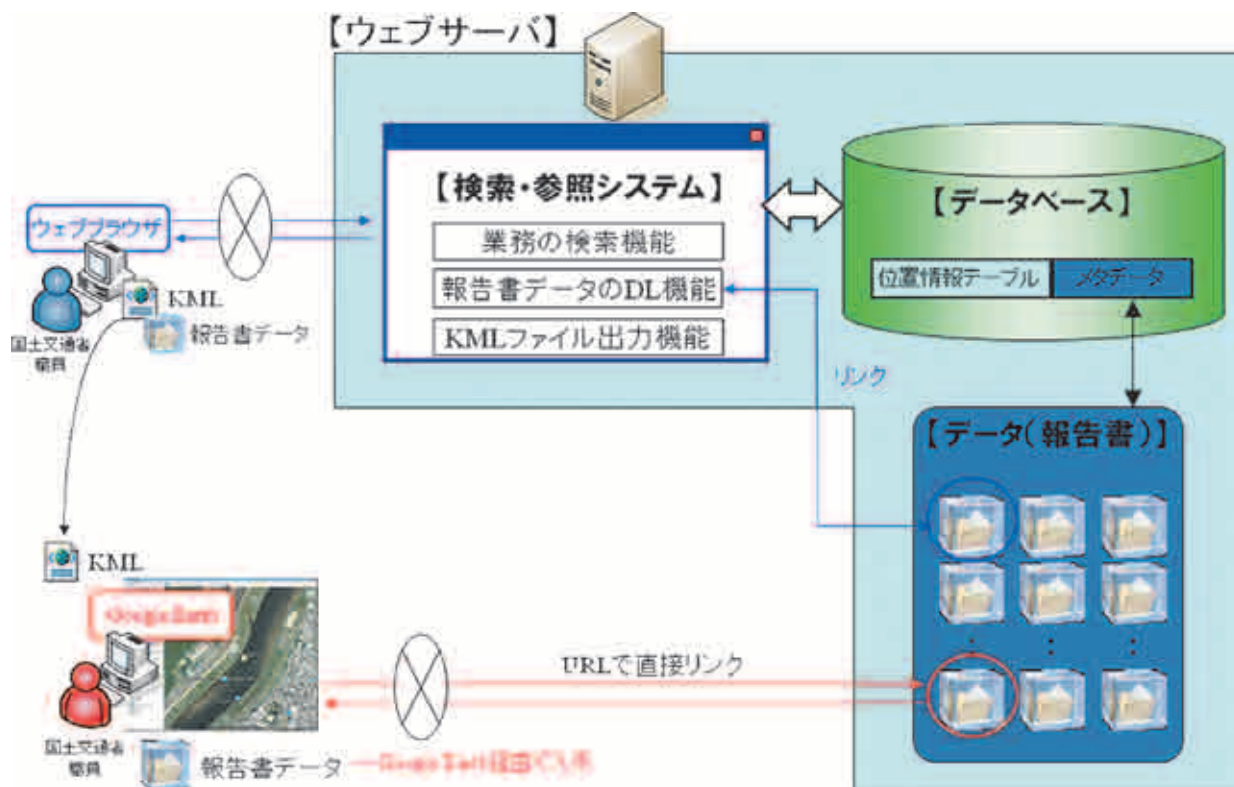 【ウェブサーバ】
【検索・参照システム】
業務の検索機能
報告書データのDL機能
KMLファイル出力機能
【データベース】
位置情報テーブル
メタデータ
ウェブブラウザ
KML
報告書データ
国土交通省
職員
リンク
【データ(報告書)】
KML
Google Earth
URLで直接リンク
国土交通省
職員
報告書データ